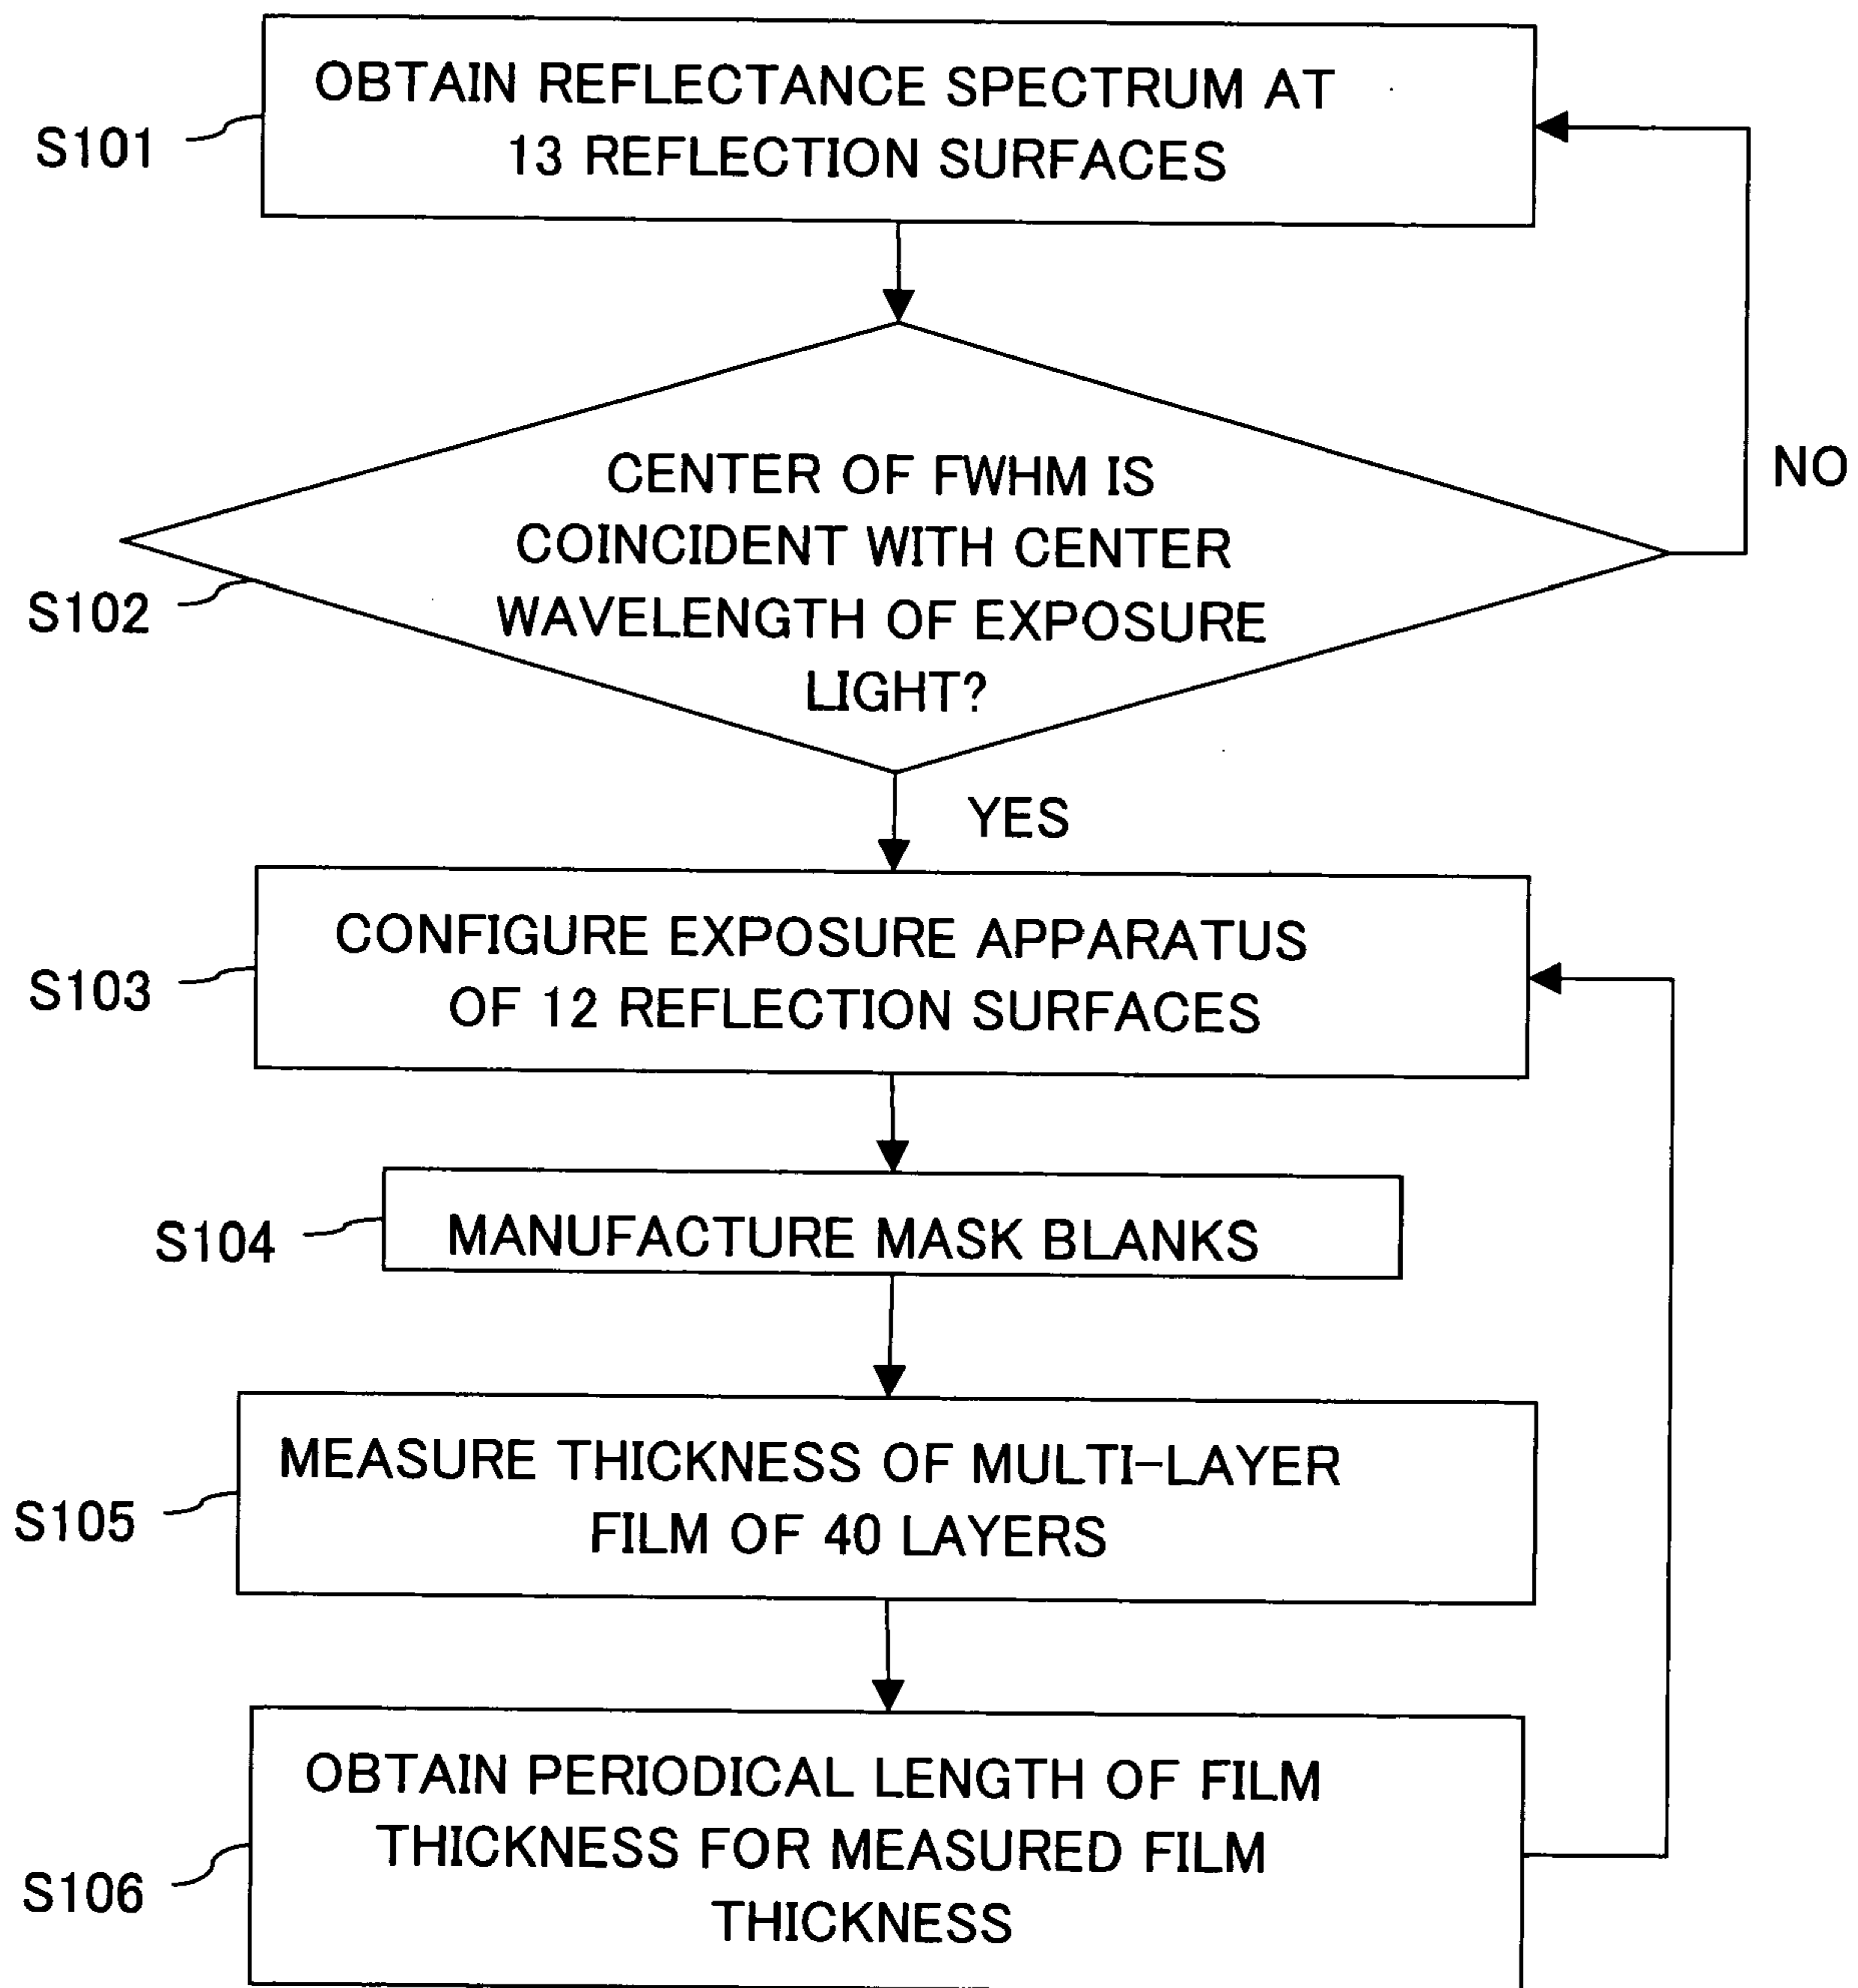 OBTAIN REFLECTANCE SPECTRUM AT
13 REFLECTION SURFACES
S101
CENTER OF FWHM IS
COINCIDENT WITH CENTER
WAVELENGTH OF EXPOSURE
LIGHT?
NO
S102
YES
CONFIGURE EXPOSURE APPARATUS
OF 12 REFLECTION SURFACES
S103
MANUFACTURE MASK BLANKS
S104
MEASURE THICKNESS OF MULTI-LAYER
FILM OF 40 LAYERS
S105
OBTAIN PERIODICAL LENGTH OF FILM
THICKNESS FOR MEASURED FILM
THICKNESS
S106